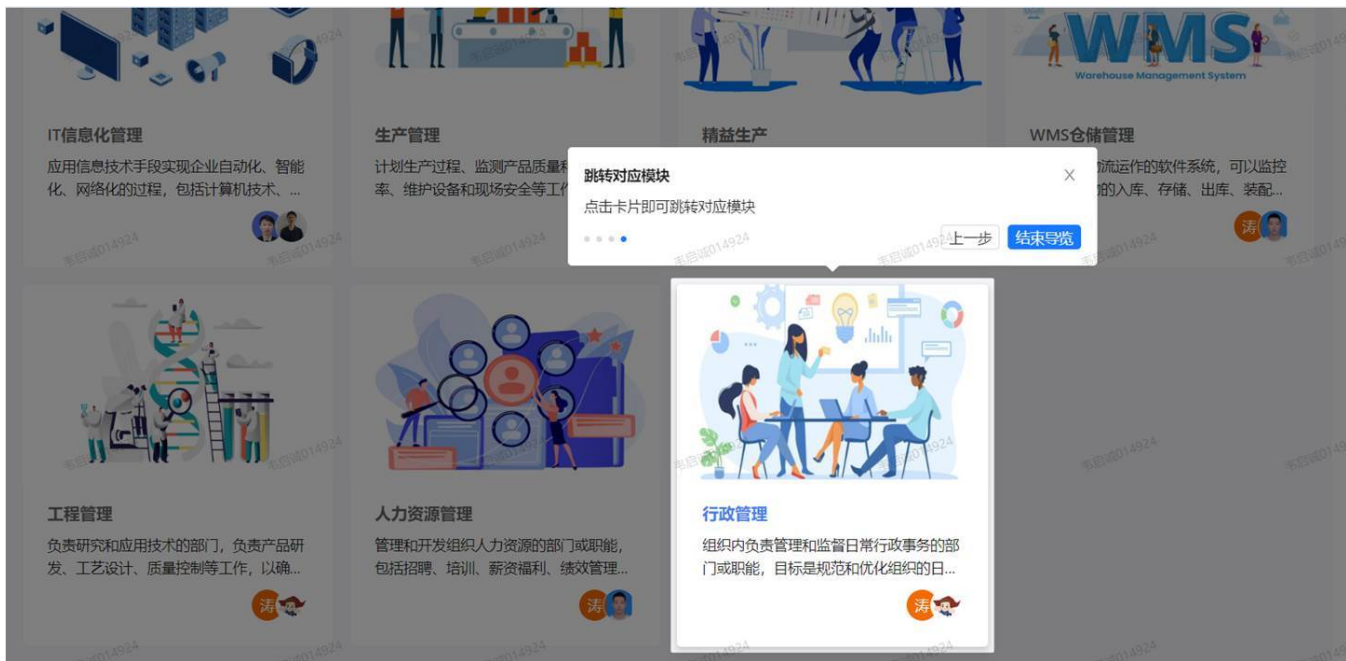 WMS
Warehouse Management System
IT信息化管理
应用信息技术手段实现企业自动化、智能
化、网络化的过程，包括计算机技术、...
生产管理
计划生产过程、监测产品质量和
率、维护设备和现场安全等工作
精益生产
WMS仓储管理
流运作的软件系统，可以监控
的入库、存储、出库、装配...
涛
跳转对应模块
点击卡片即可跳转对应模块
上一步
结束导览
工程管理
负责研究和应用技术的部门，负责产品研
发、工艺设计、质量控制等工作，以确...
涛
人力资源管理
管理和开发组织人力资源的部门或职能，
包括招聘、培训、薪资福利、绩效管理...
涛
行政管理
组织内负责管理和监督日常行政事务的部
门或职能，目标是规范和优化组织的日...
涛
韦启诚014924